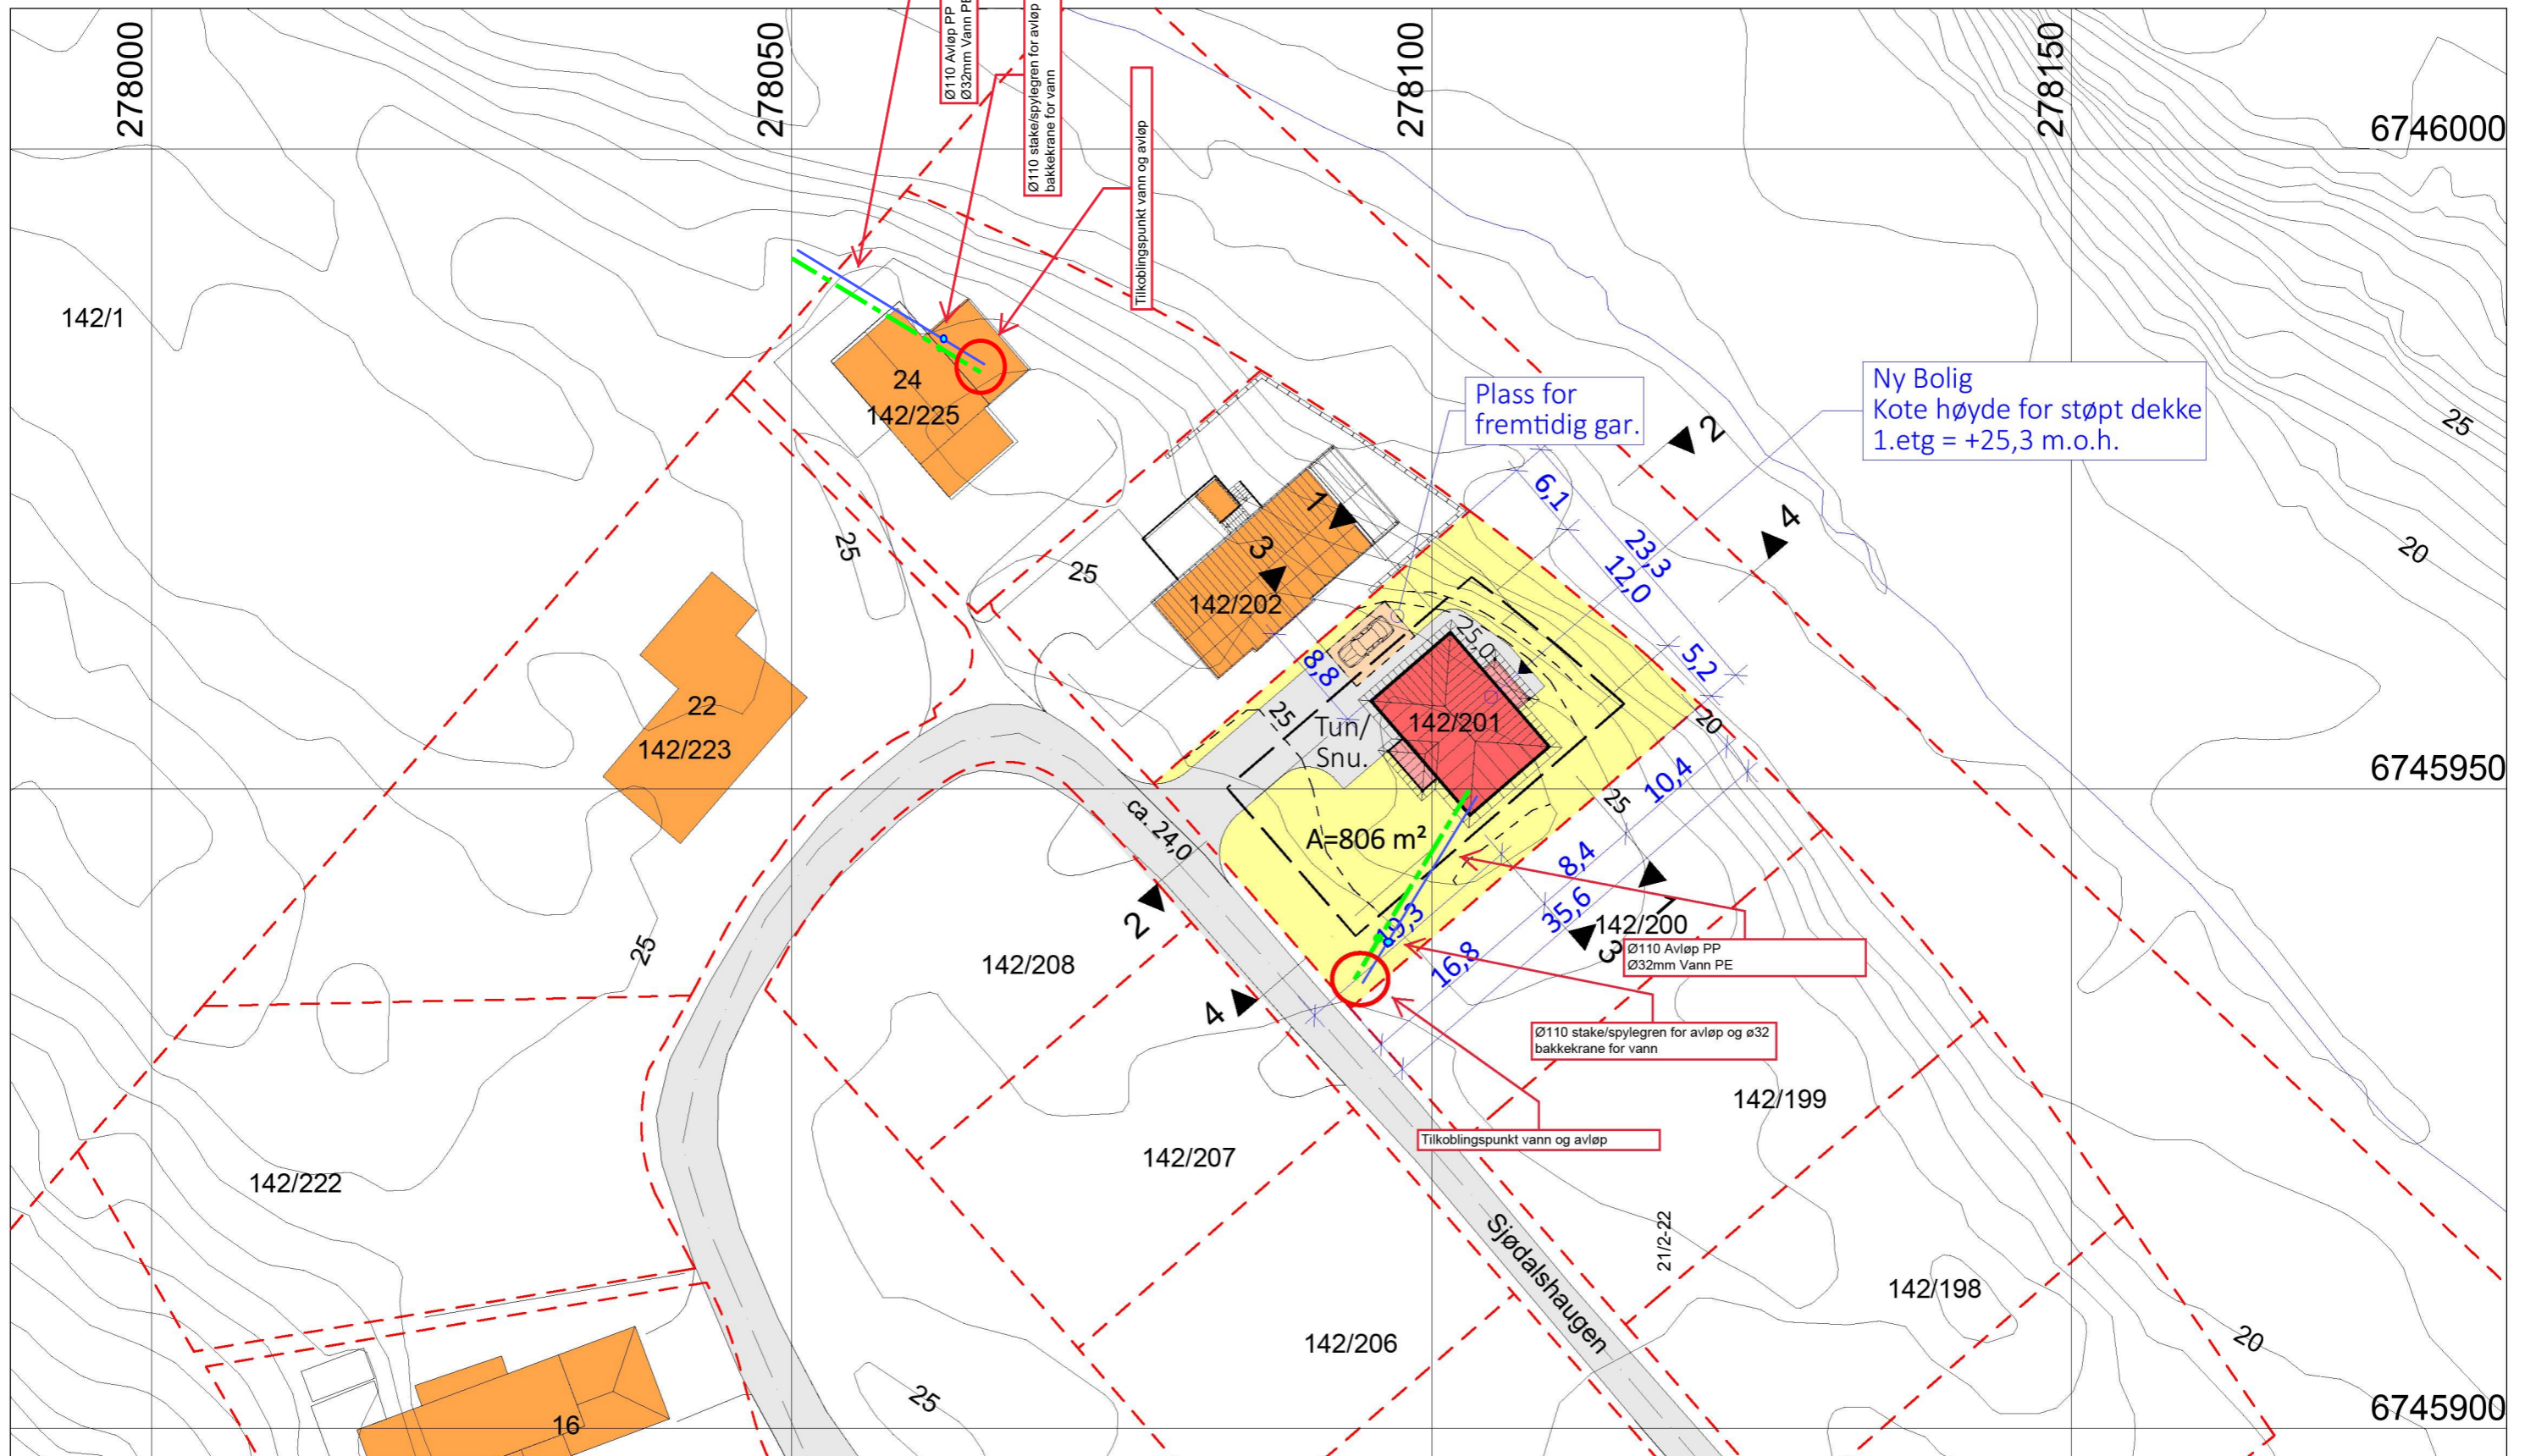 278000
278050
278100
278150
6746000
6745950
6745900
Ø110 Avløp PP
Ø32mm Vann PE
Ø110 stake/spylegren for avløp
bakkekrane for vann
Tilkoblingspunkt vann og avløp
142/1
24
142/225
25
22
142/223
25
142/202
1
3
Plass for
fremtidig gar.
Ny Bolig
Kote høyde for støpt dekke
1.etg = +25,3 m.o.h.
2
4
6,1
23,3
12,0
5,2
8,8
25,0
25
Tun/
Snu.
142/201
20
10,4
25
A=806 m²
8,4
35,6
19,3
16,8
ca. 24,0
2
4
1
3
142/200
Ø110 Avløp PP
Ø32mm Vann PE
Ø110 stake/spylegren for avløp og ø32
bakkekrane for vann
Tilkoblingspunkt vann og avløp
25
20
25
142/208
142/207
142/206
142/199
142/198
142/222
21/2-22
Sjødalshaugen
20
25
16